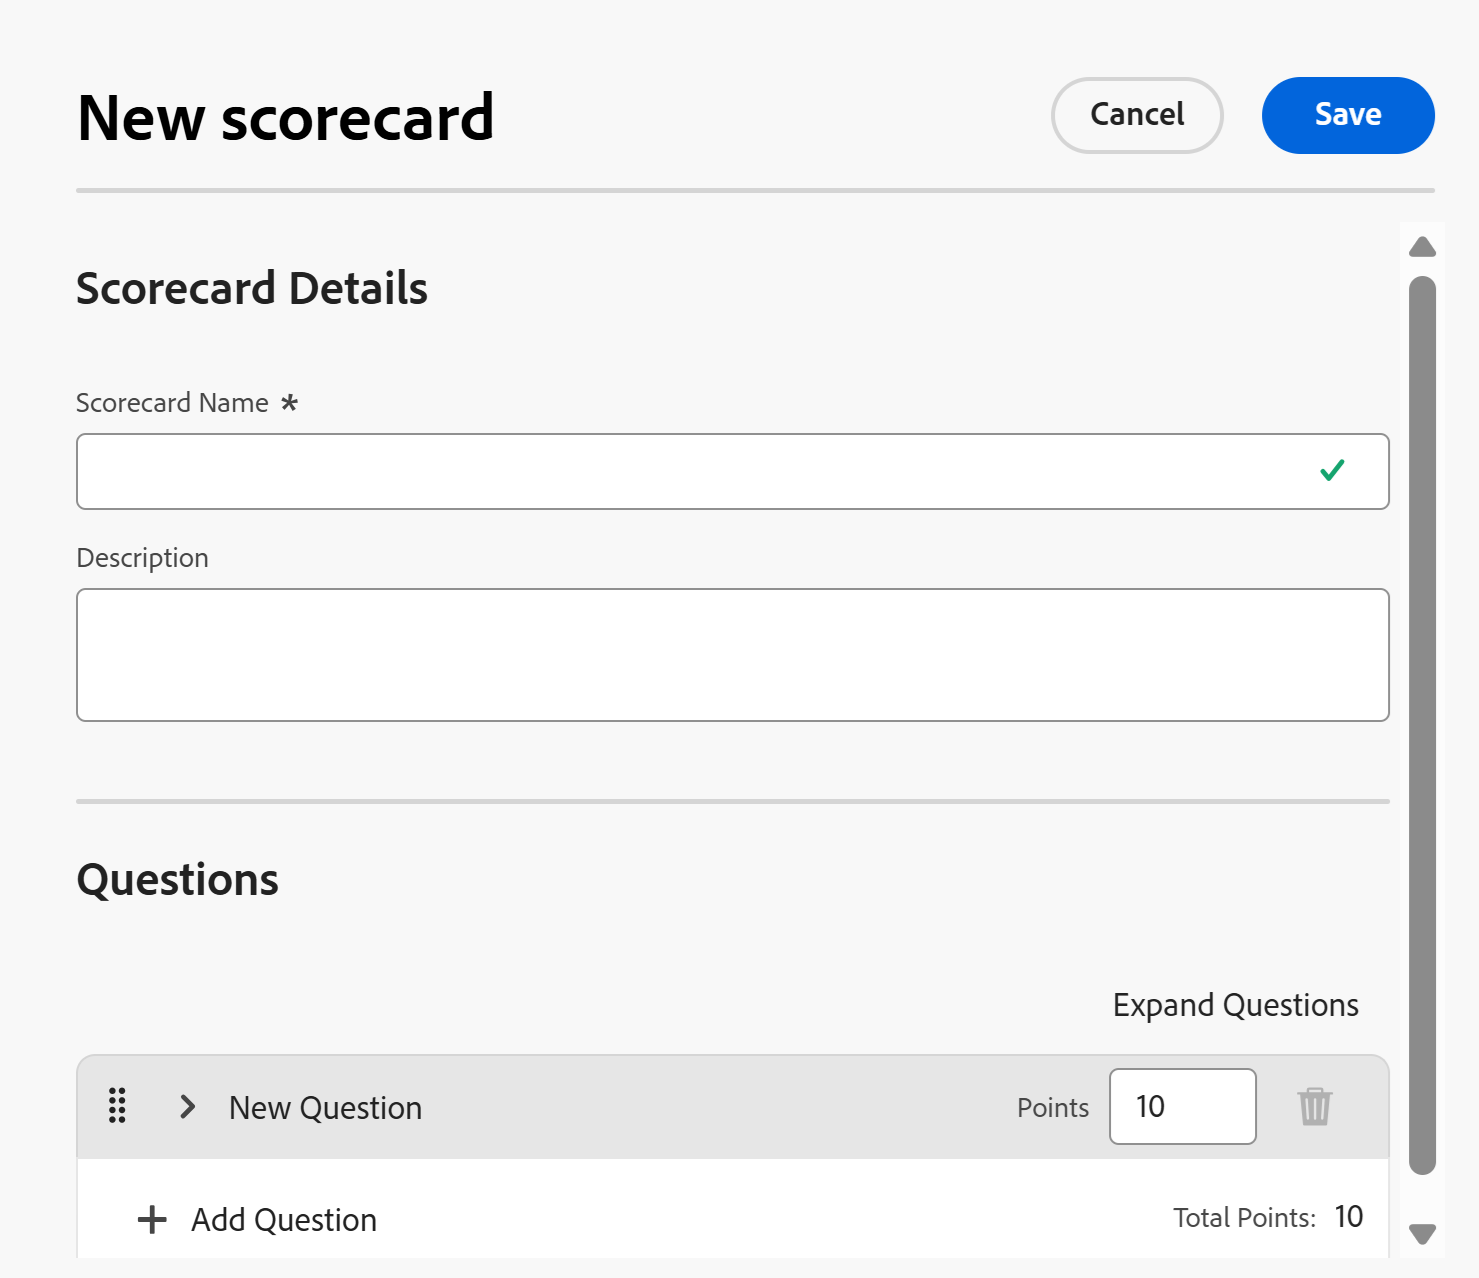 New scorecard
Cancel
Save
Scorecard Details
Scorecard Name *
Description
Questions
Expand Questions
New Question
Points
10
Add Question
Total Points: 10